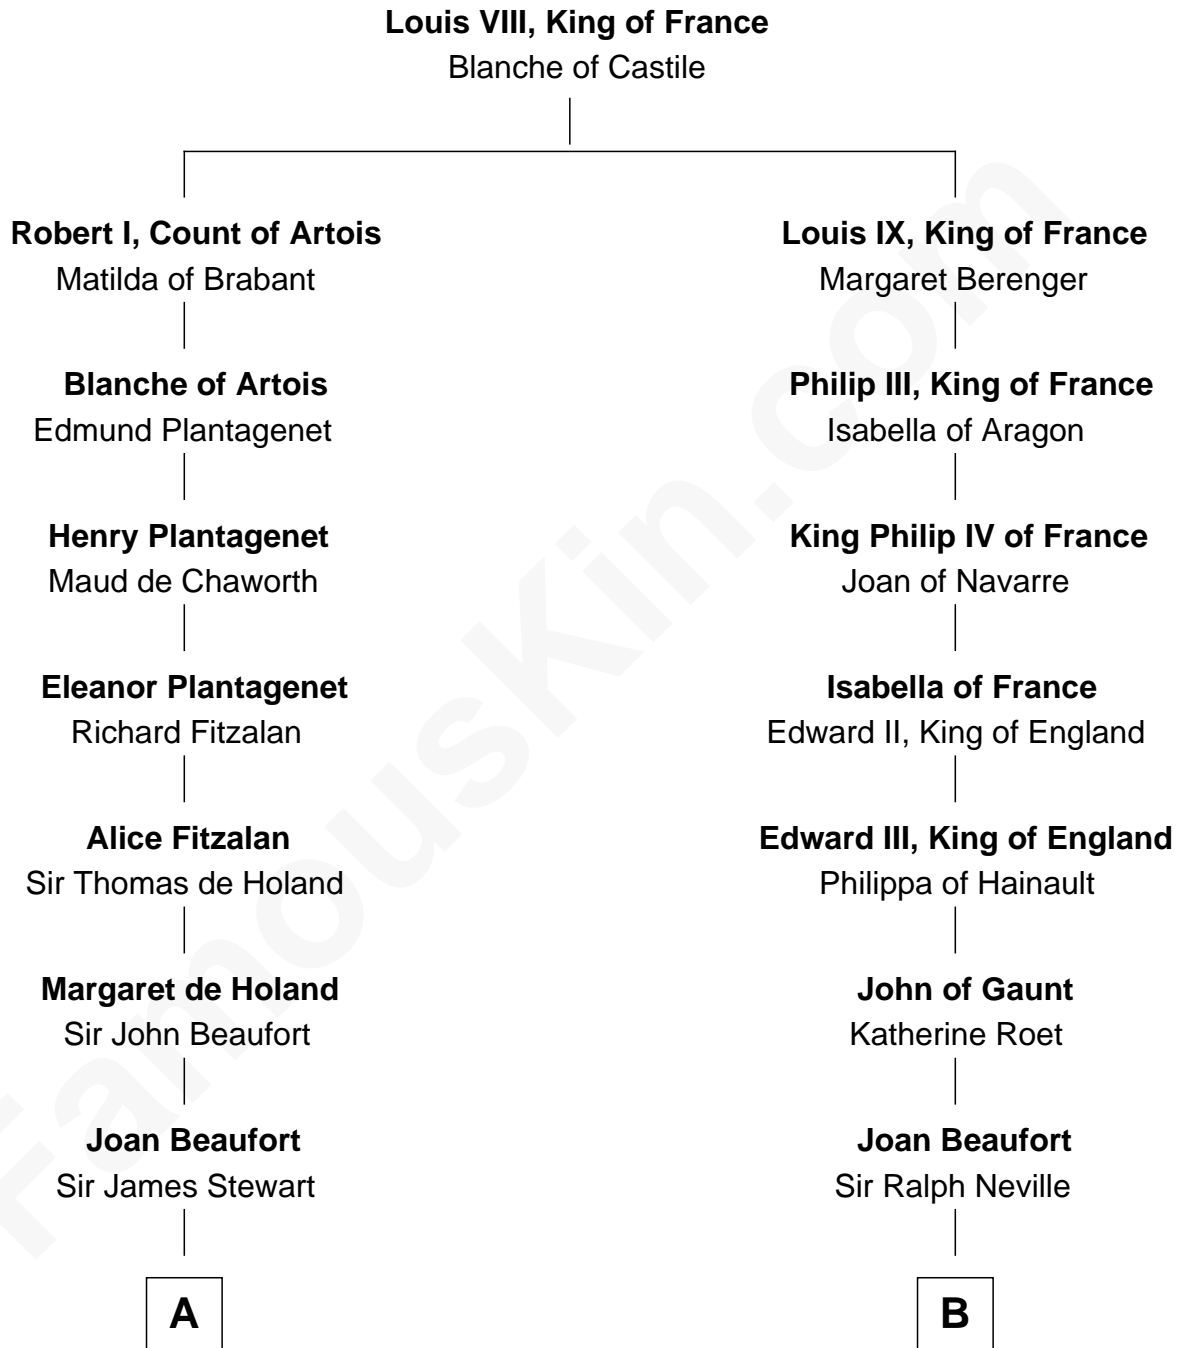 Louis VIII, King of France
Blanche of Castile
Robert I, Count of Artois
Matilda of Brabant
Louis IX, King of France
Margaret Berenger
Blanche of Artois
Edmund Plantagenet
Philip III, King of France
Isabella of Aragon
Henry Plantagenet
Maud de Chaworth
King Philip IV of France
Joan of Navarre
Eleanor Plantagenet
Richard Fitzalan
Isabella of France
Edward II, King of England
Alice Fitzalan
Sir Thomas de Holand
Edward III, King of England
Philippa of Hainault
Margaret de Holand
Sir John Beaufort
John of Gaunt
Katherine Roet
Joan Beaufort
Sir James Stewart
Joan Beaufort
Sir Ralph Neville
A
B
FamousKin.com